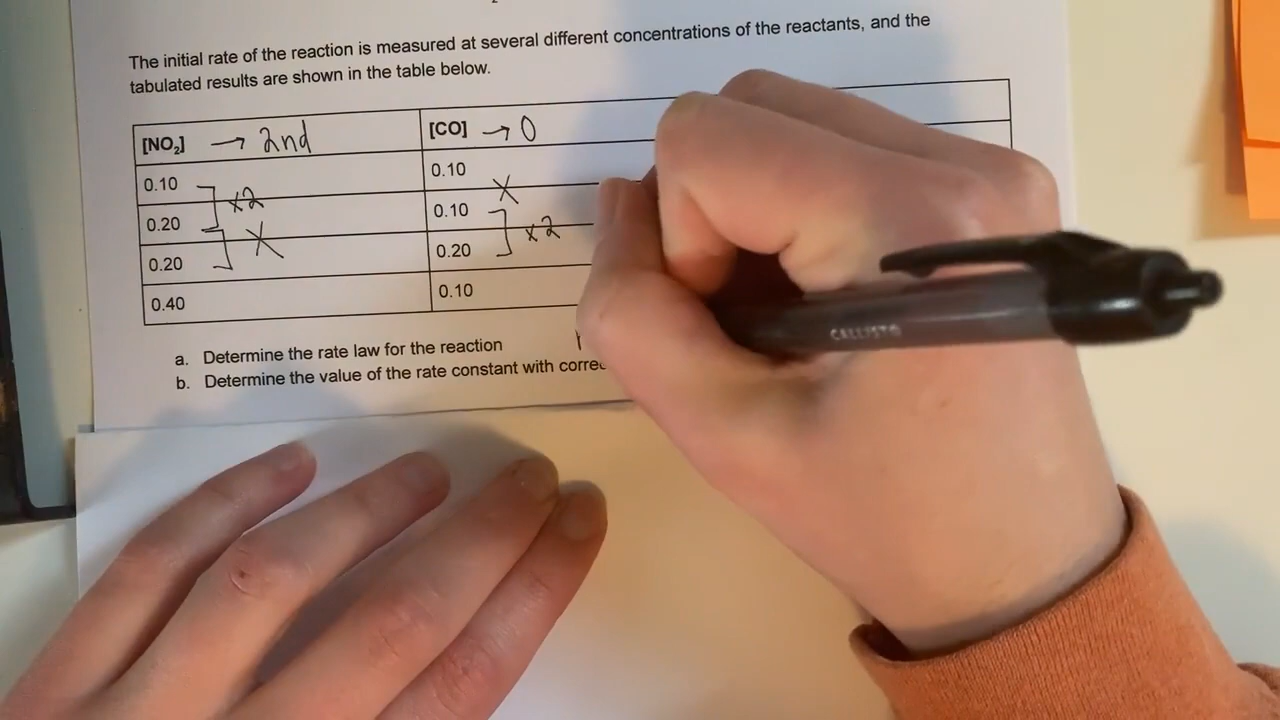 The initial rate of the reaction is measured at several different concentrations of the reactants, and the
tabulated results are shown in the table below.
[NO₂] → 2nd [CO] → 0
0.10 0.10
0.20 0.10
0.20 0.20
0.40 0.10
x2
X
X
x2
a. Determine the rate law for the reaction
b. Determine the value of the rate constant with
CALLISTO